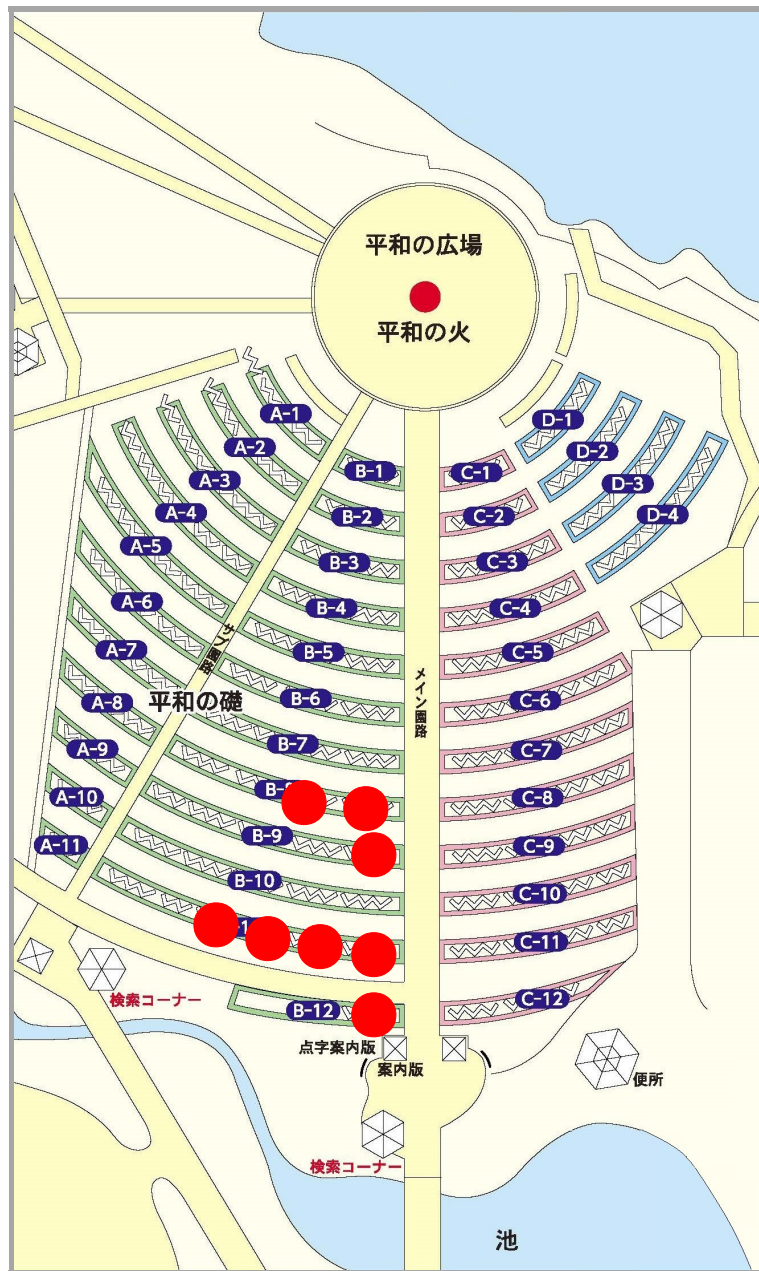 平和の広場
平和の火
A-1
A-2
A-3
A-4
A-5
A-6
A-7
A-8
A-9
A-10
A-11
B-1
B-2
B-3
B-4
B-5
B-6
B-7
B-9
B-10
B-12
C-1
C-2
C-3
C-4
C-5
C-6
C-7
C-8
C-9
C-10
C-11
C-12
D-1
D-2
D-3
D-4
サブ園路
メイン園路
平和の礎
検索コーナー
点字案内版
案内版
便所
検索コーナー
池